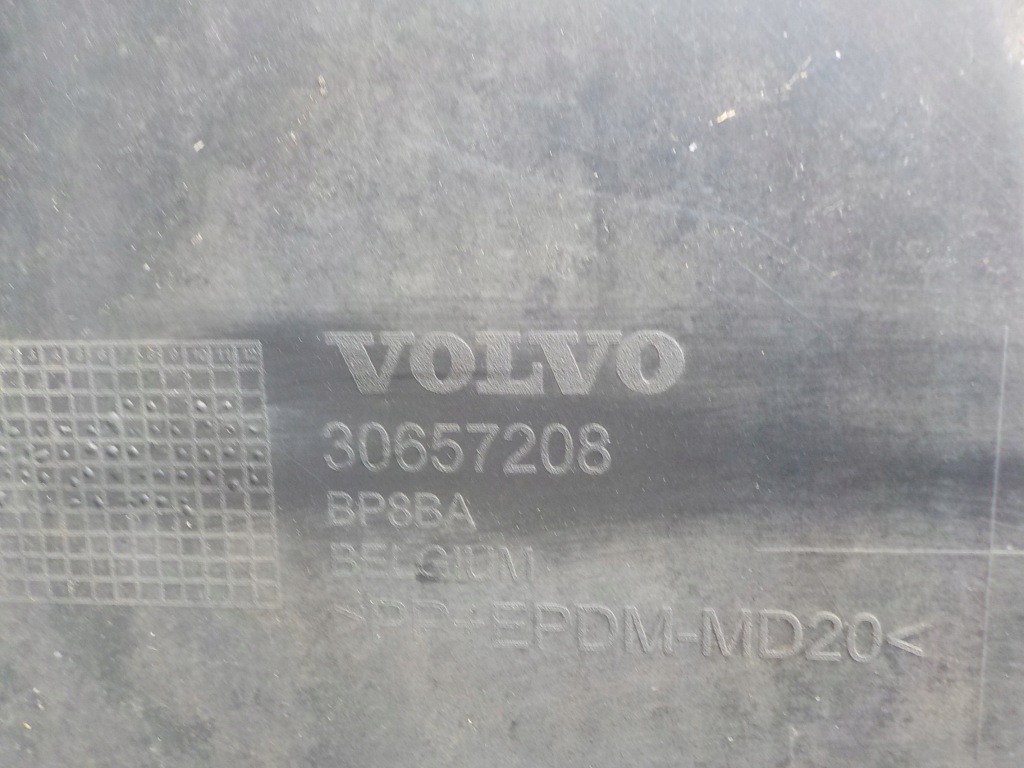 VOLVO
30657208
BP8BA
BELGIUM
>PP+EPDM-MD20<